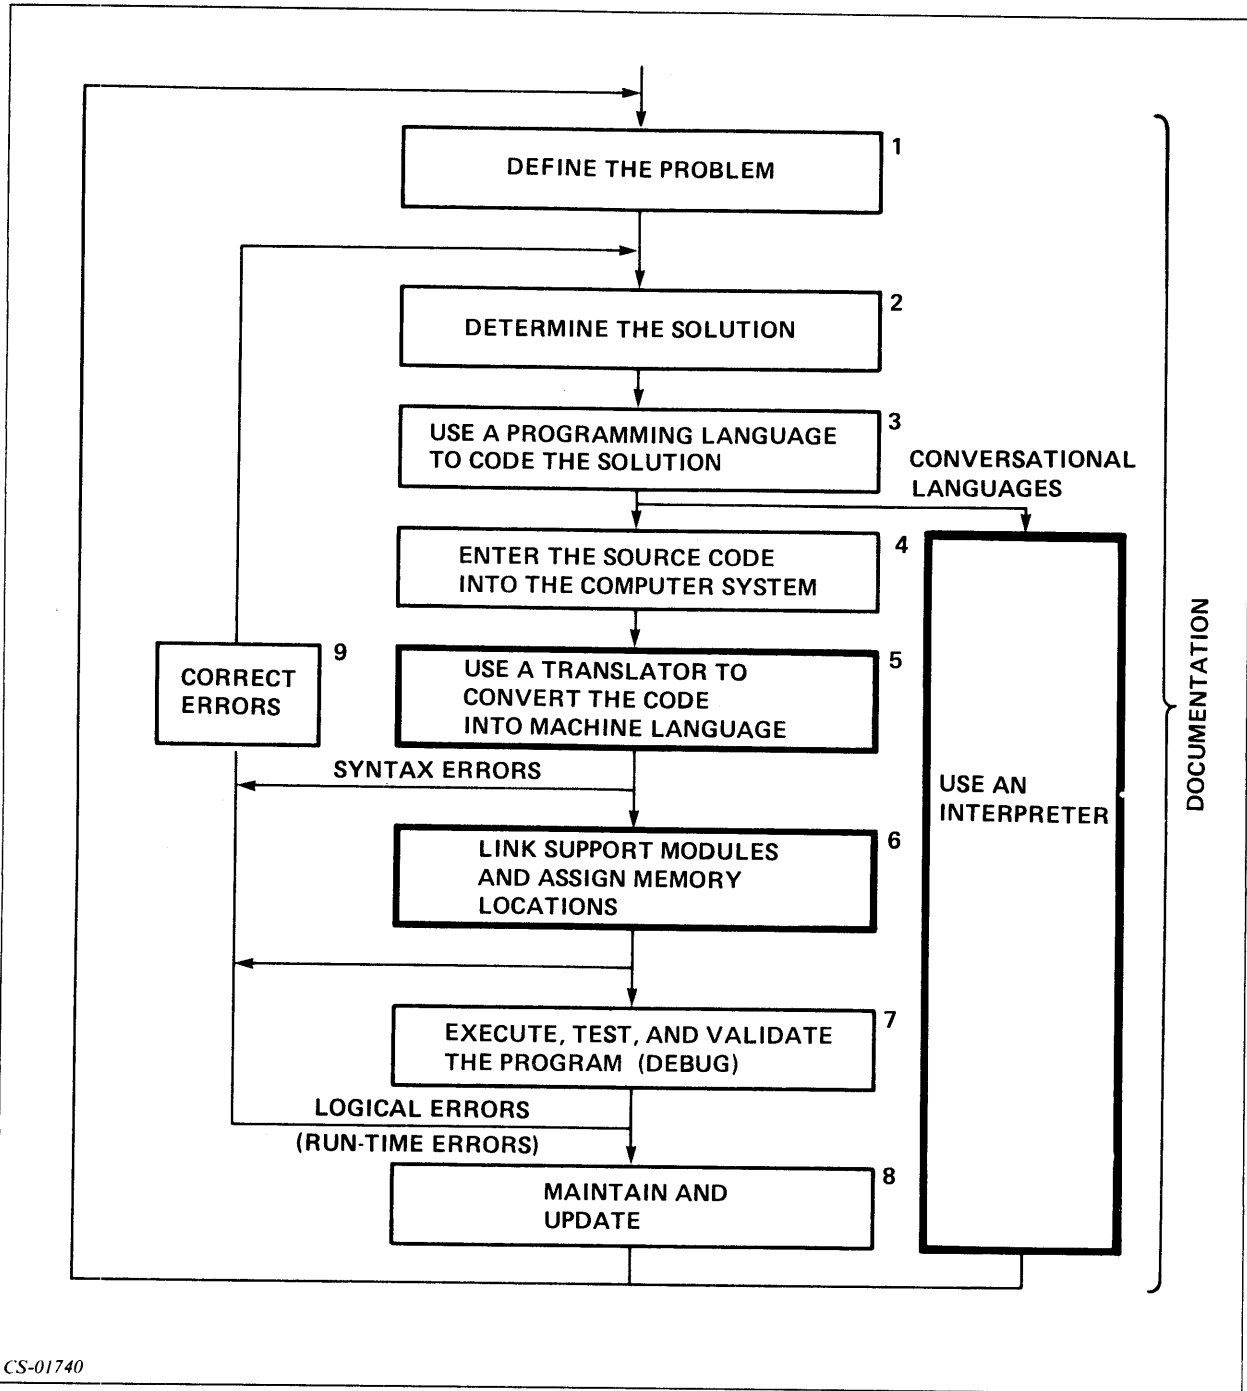 1
DEFINE THE PROBLEM
2
DETERMINE THE SOLUTION
3
USE A PROGRAMMING LANGUAGE
TO CODE THE SOLUTION
CONVERSATIONAL
LANGUAGES
4
ENTER THE SOURCE CODE
INTO THE COMPUTER SYSTEM
9
CORRECT
ERRORS
5
USE A TRANSLATOR TO
CONVERT THE CODE
INTO MACHINE LANGUAGE
SYNTAX ERRORS
USE AN
INTERPRETER
DOCUMENTATION
6
LINK SUPPORT MODULES
AND ASSIGN MEMORY
LOCATIONS
7
EXECUTE, TEST, AND VALIDATE
THE PROGRAM (DEBUG)
LOGICAL ERRORS
(RUN-TIME ERRORS)
8
MAINTAIN AND
UPDATE
CS-01740